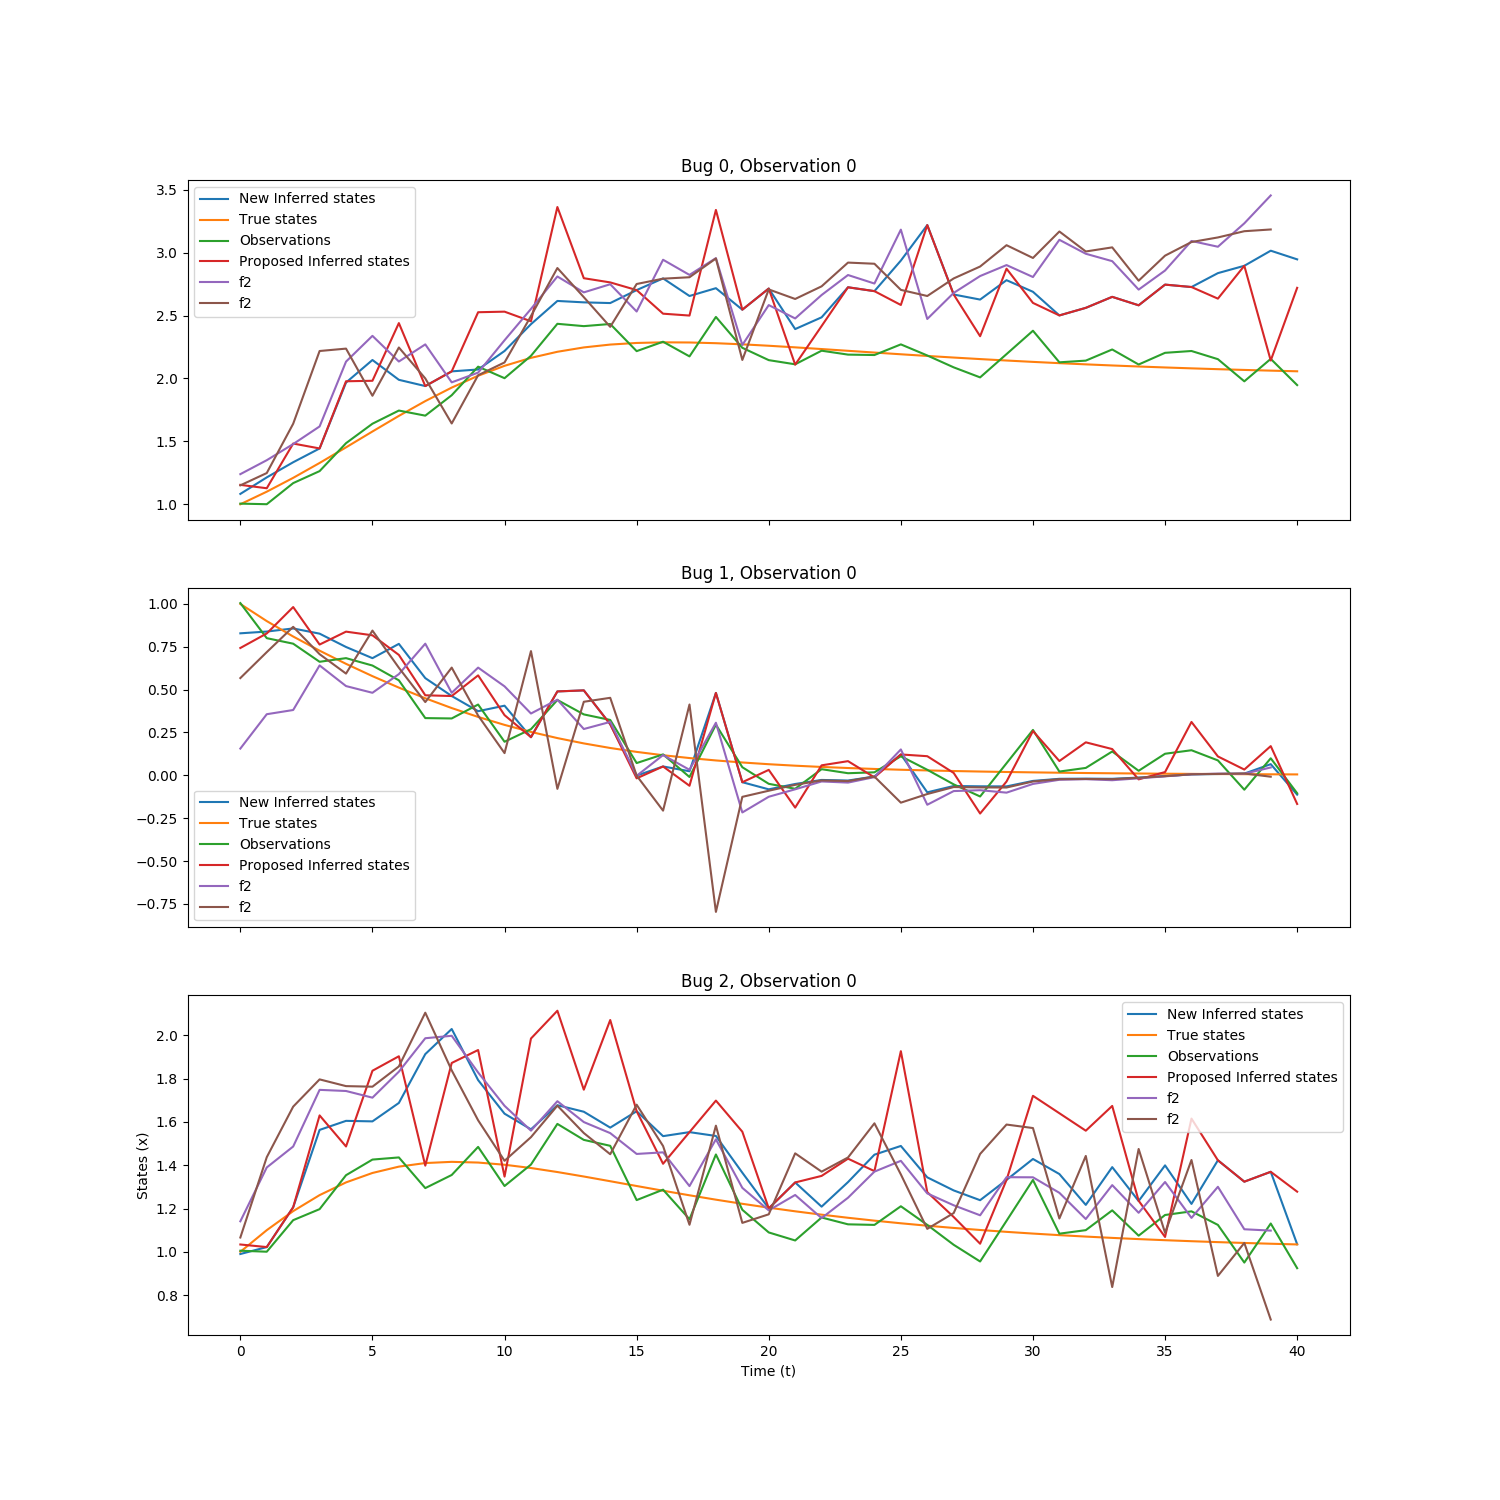 Bug 0, Observation 0
3.5
3.0
2.5
2.0
1.5
1.0
New Inferred states
True states
Observations
Proposed Inferred states
f2
f2
Bug 1, Observation 0
1.00
0.75
0.50
0.25
0.00
−0.25
−0.50
−0.75
New Inferred states
True states
Observations
Proposed Inferred states
f2
f2
Bug 2, Observation 0
States (x)
2.0
1.8
1.6
1.4
1.2
1.0
0.8
New Inferred states
True states
Observations
Proposed Inferred states
f2
f2
0 5 10 15 20 25 30 35 40
Time (t)